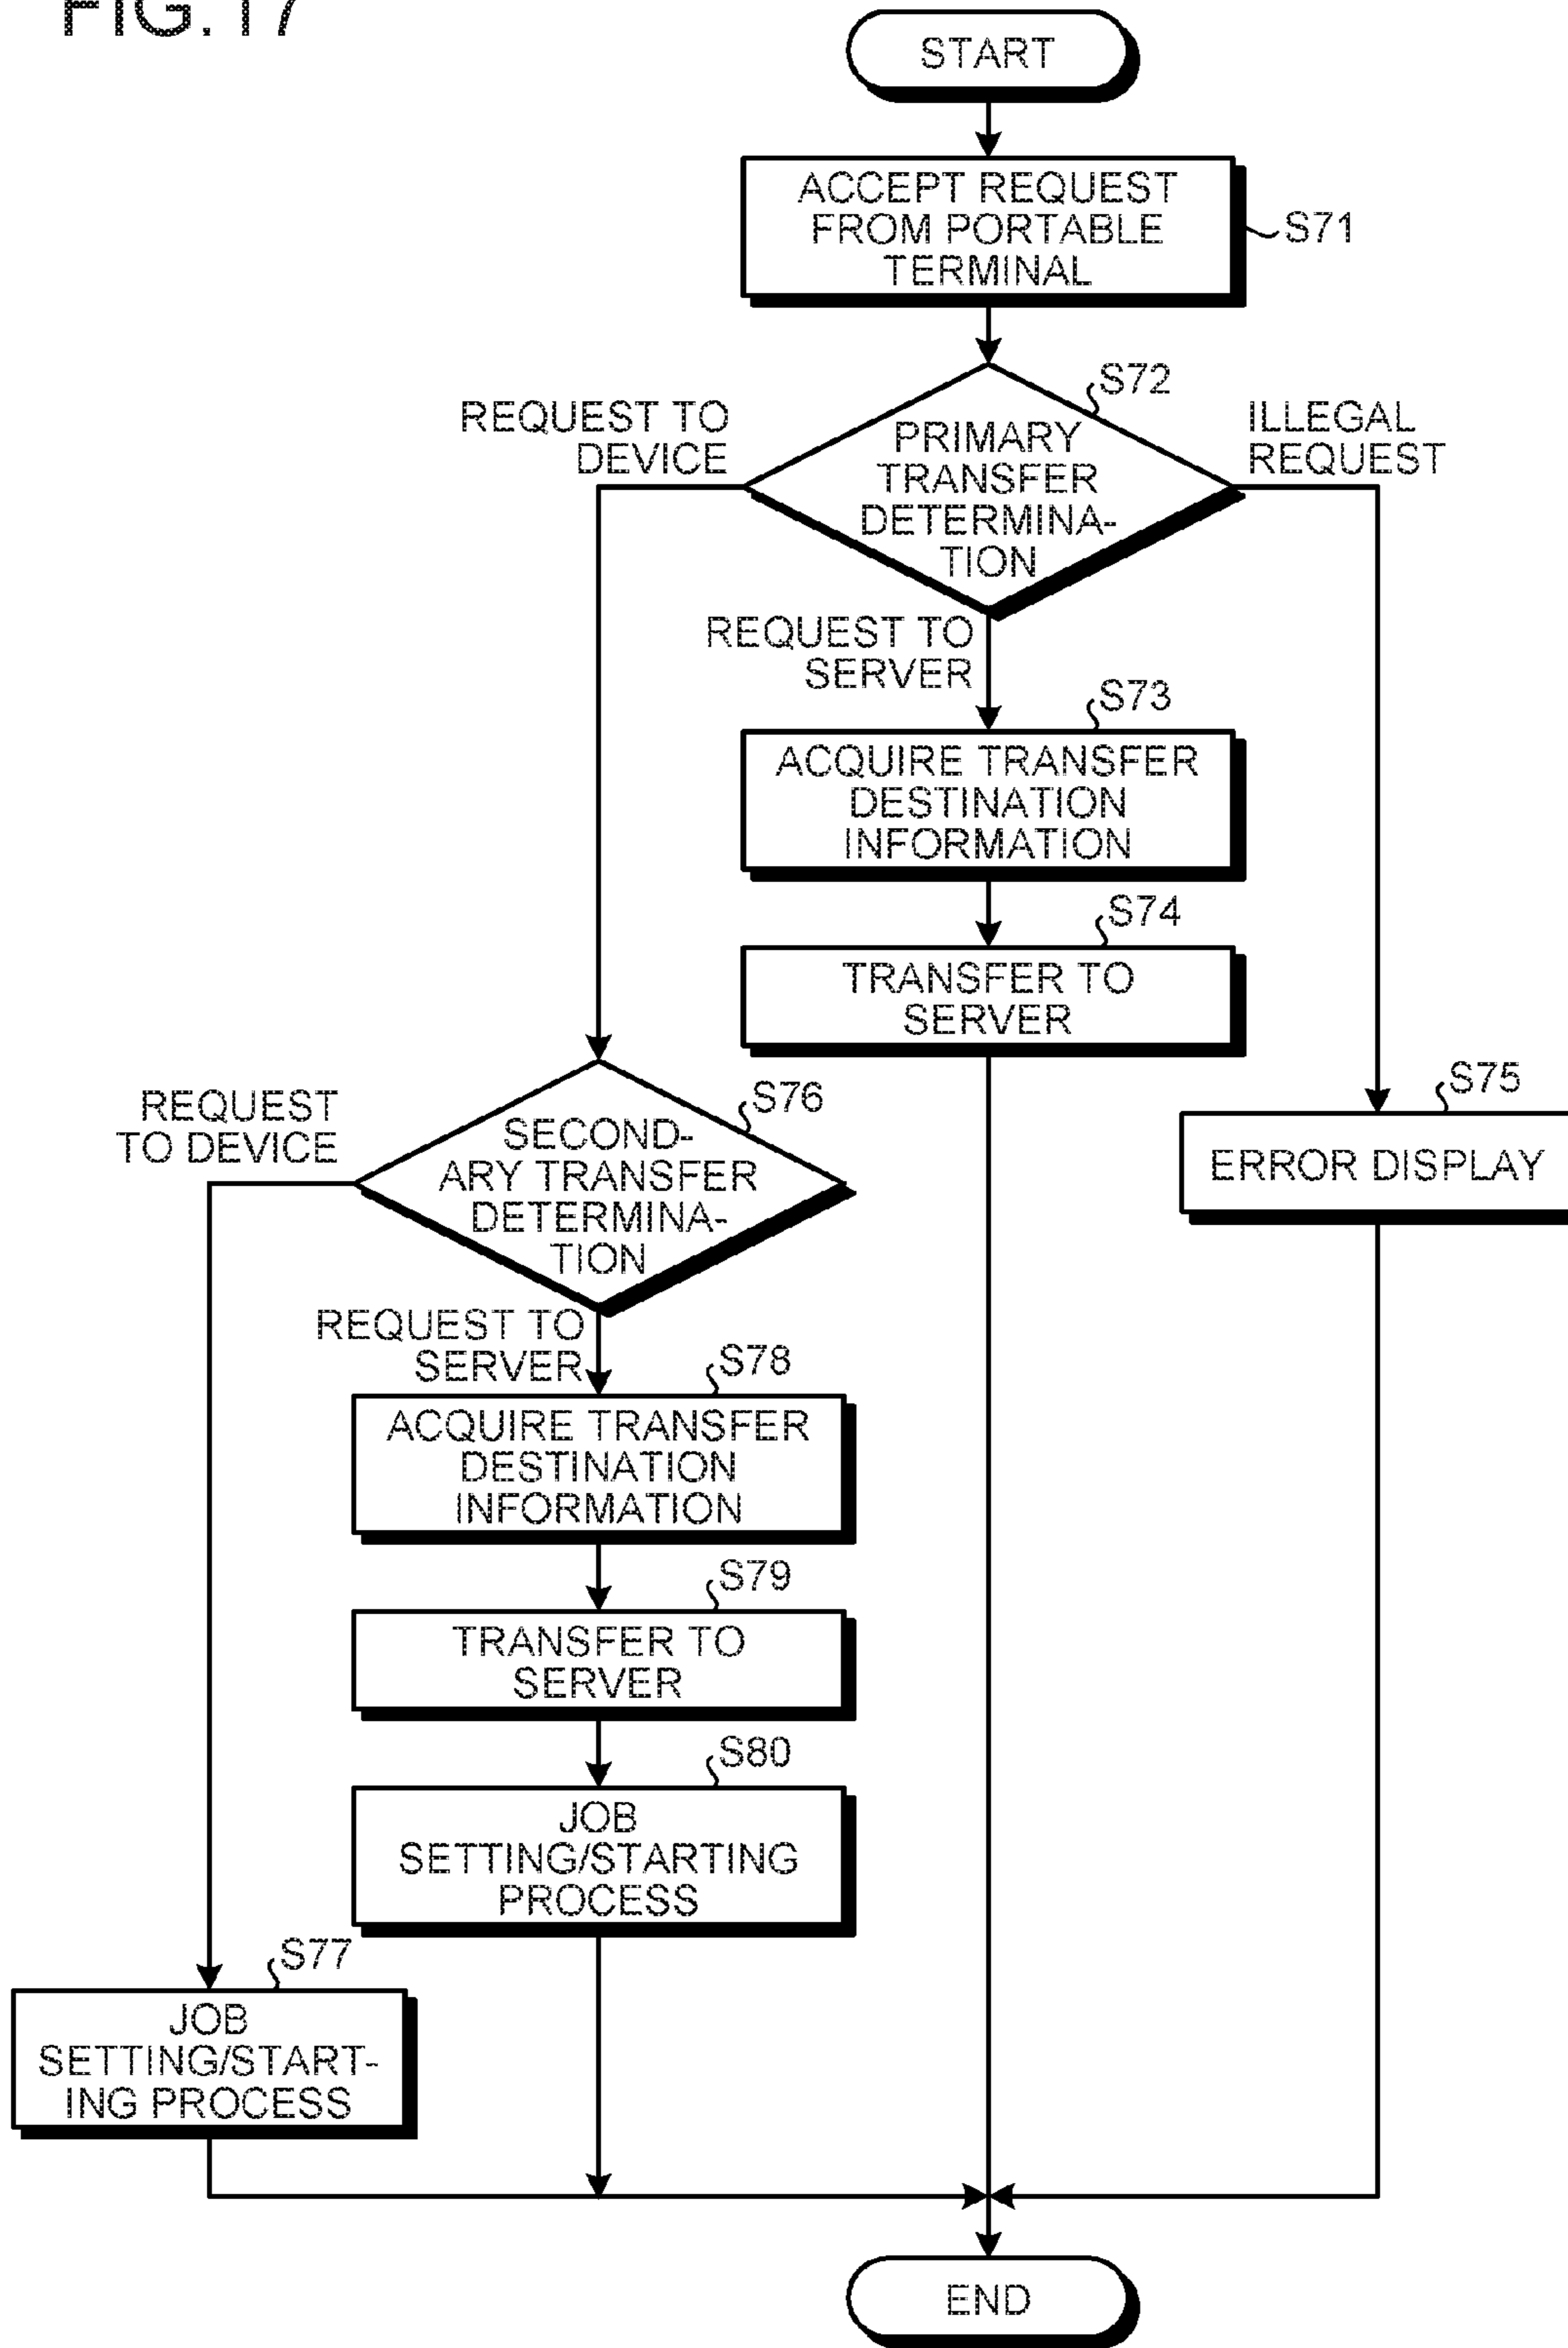 FIG. 17
START
ACCEPT REQUEST
FROM PORTABLE
TERMINAL
S71
S72
REQUEST TO
DEVICE
PRIMARY
TRANSFER
DETERMINA-
TION
ILLEGAL
REQUEST
REQUEST TO
SERVER
S73
ACQUIRE TRANSFER
DESTINATION
INFORMATION
S74
TRANSFER TO
SERVER
S75
ERROR DISPLAY
S76
REQUEST
TO DEVICE
SECOND-
ARY TRANSFER
DETERMINA-
TION
REQUEST TO
SERVER
S78
ACQUIRE TRANSFER
DESTINATION
INFORMATION
S79
TRANSFER TO
SERVER
S80
JOB
SETTING/STARTING
PROCESS
S77
JOB
SETTING/START-
ING PROCESS
END